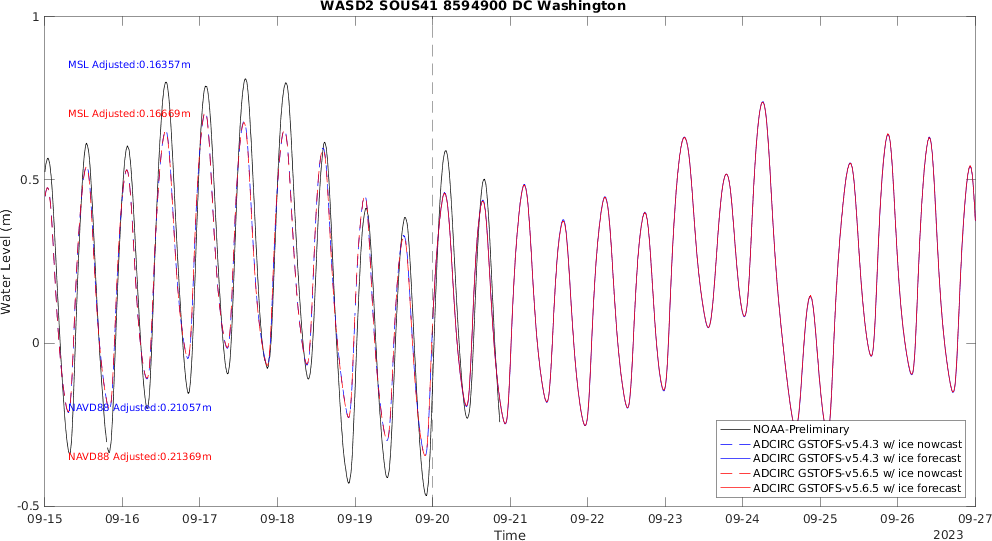 WASD2 SOUS41 8594900 DC Washington
1
MSL Adjusted:0.16357m
MSL Adjusted:0.16669m
0.5
Water Level (m)
0
NAVD88 Adjusted:0.21057m
NAVD88 Adjusted:0.21369m
-0.5
NOAA-Preliminary
ADCIRC GSTOFS-v5.4.3 w/ ice nowcast
ADCIRC GSTOFS-v5.4.3 w/ ice forecast
ADCIRC GSTOFS-v5.6.5 w/ ice nowcast
ADCIRC GSTOFS-v5.6.5 w/ ice forecast
09-15 09-16 09-17 09-18 09-19 09-20 09-21 09-22 09-23 09-24 09-25 09-26 09-27
Time
2023